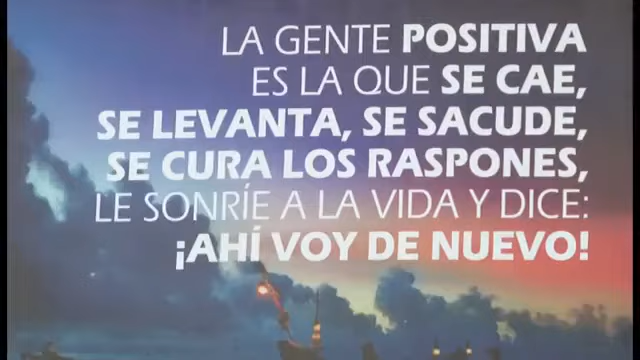 LA GENTE POSITIVA
ES LA QUE SE CAE,
SE LEVANTA, SE SACUDE,
SE CURA LOS RASPONES,
LE SONRÍE A LA VIDA Y DICE:
¡AHÍ VOY DE NUEVO!